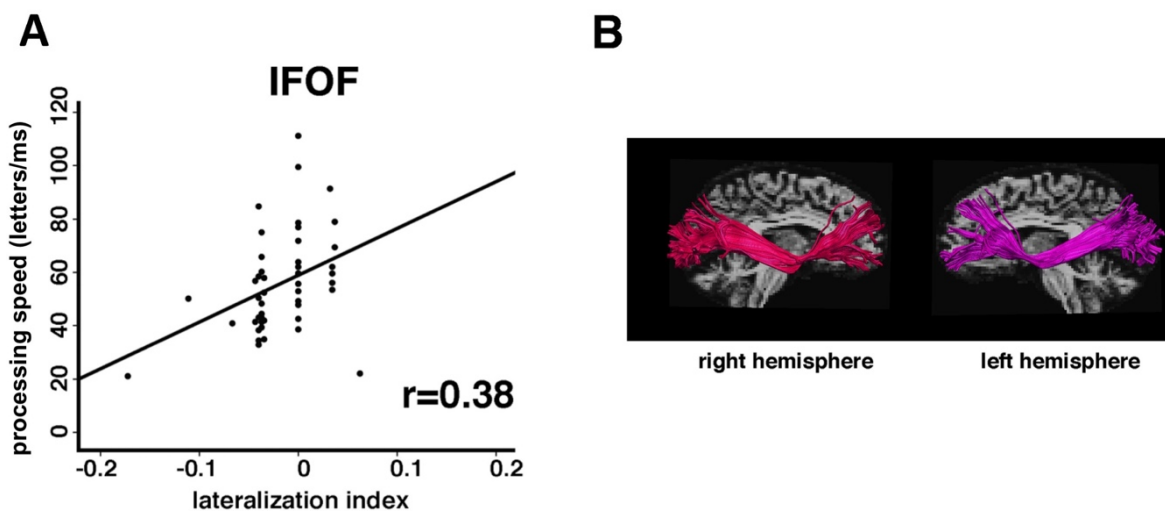 A
IFOF
processing speed (letters/ms)
120
100
80
60
40
20
0
r=0.38
-0.2
-0.1
0
0.1
0.2
lateralization index
B
right hemisphere
left hemisphere